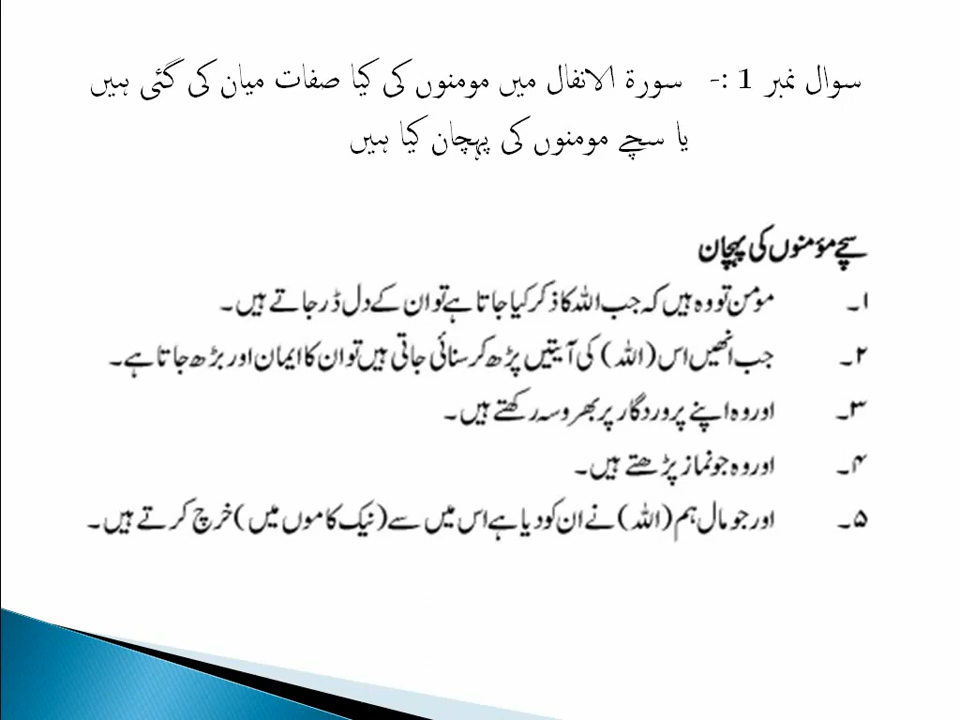 سوال نمبر 1 :- سورة الانفال میں مومنوں کی کیا صفات میان کی گئی ہیں
یا سچے مومنوں کی پہچان کیا ہیں
سچے مؤمنوں کی پہچان
۱۔ مومن تو وہ ہیں کہ جب اللہ کا ذکر کیا جاتا ہے تو ان کے دل ڈر جاتے ہیں۔
۲۔ جب انھیں اس (اللہ) کی آیتیں پڑھ کر سنائی جاتی ہیں تو ان کا ایمان اور بڑھ جاتا ہے۔
۳۔ اور وہ اپنے پروردگار پر بھروسہ رکھتے ہیں۔
۴۔ اور وہ جو نماز پڑھتے ہیں۔
۵۔ اور جو مال ہم (اللہ) نے ان کو دیا ہے اس میں سے (نیک کاموں میں) خرچ کرتے ہیں۔